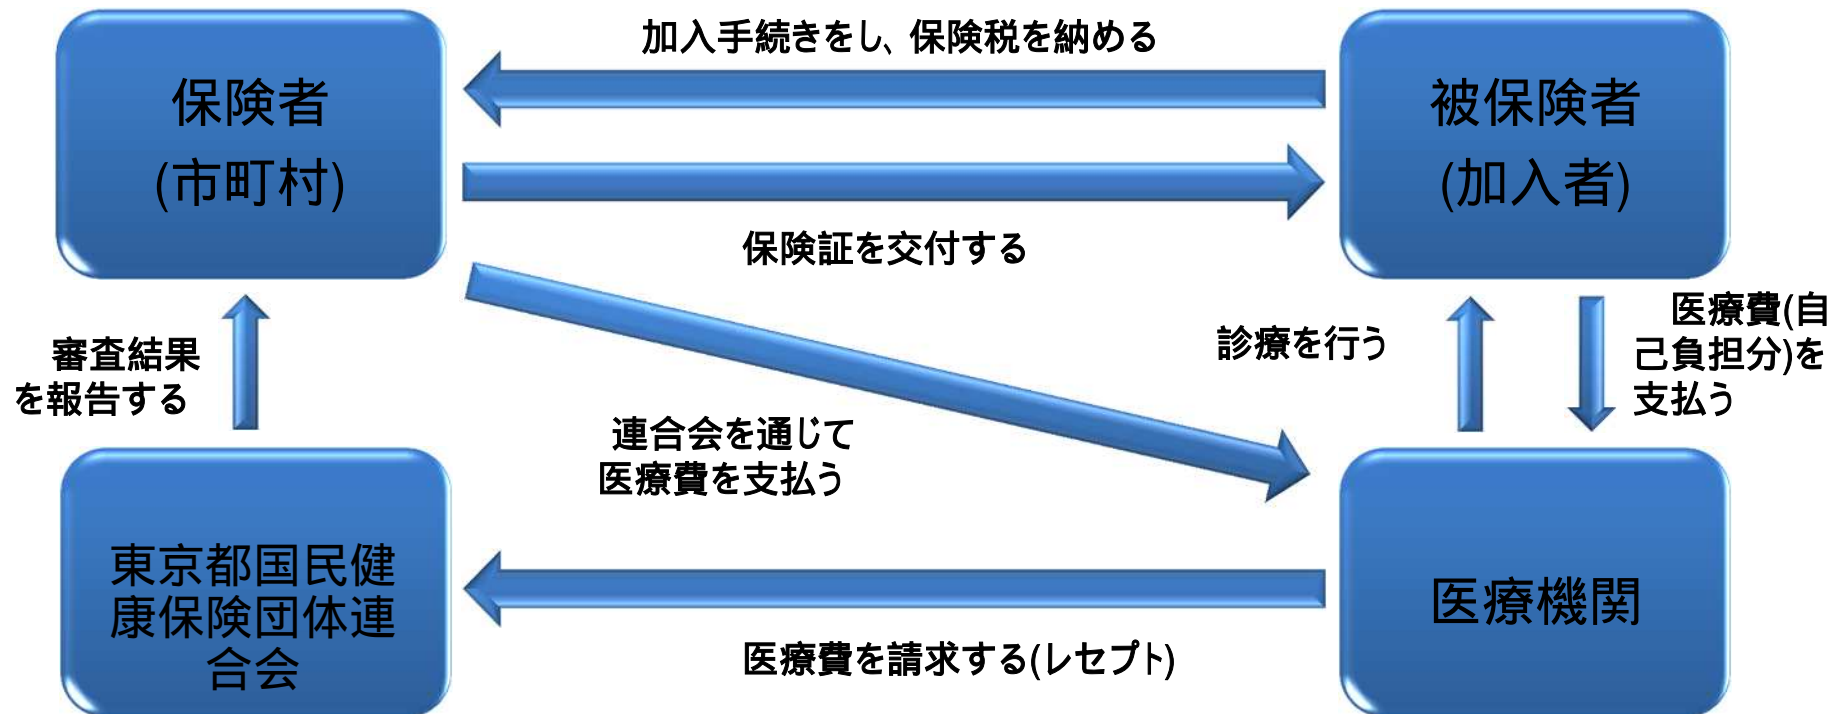 加入手続きをし、保険税を納める
保険者
(市町村)
被保険者
(加入者)
保険証を交付する
審査結果
を報告する
連合会を通じて
医療費を支払う
診療を行う
医療費(自
己負担分)を
支払う
東京都国民健
康保険団体連
合会
医療機関
医療費を請求する(レセプト)